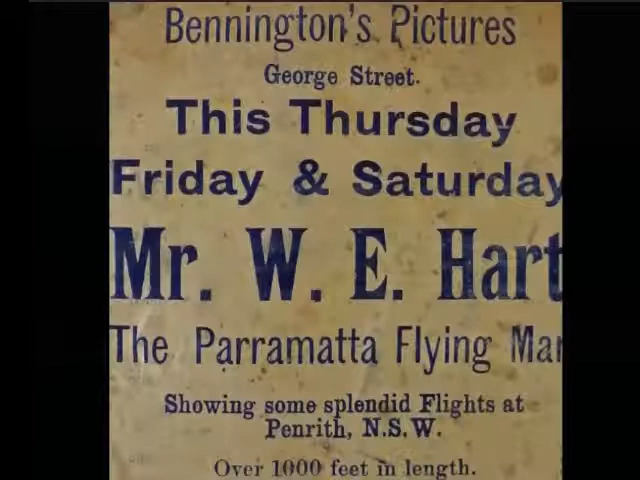 Bennington's Pictures
George Street.
This Thursday
Friday & Saturday
Mr. W. E. Hart
The Parramatta Flying Man
Showing some splendid Flights at
Penrith, N.S.W.
Over 1000 feet in length.